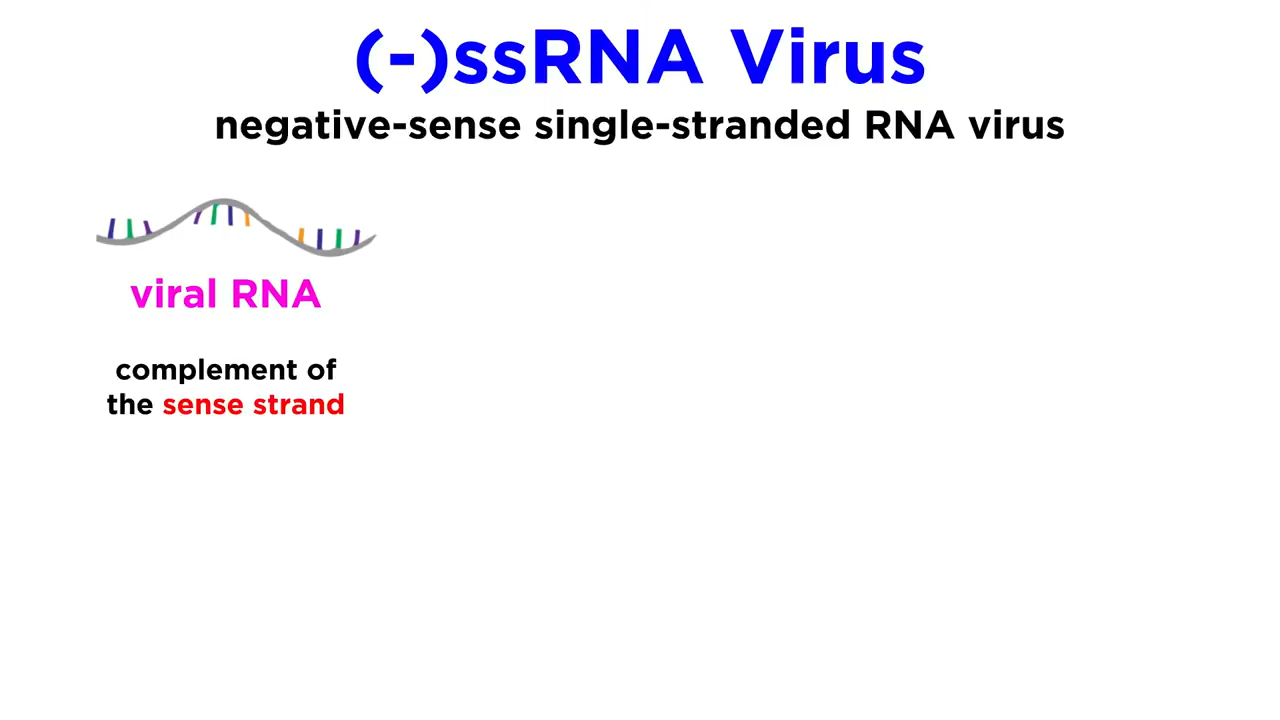 (-)ssRNA Virus
negative-sense single-stranded RNA virus
viral RNA
complement of
the sense strand